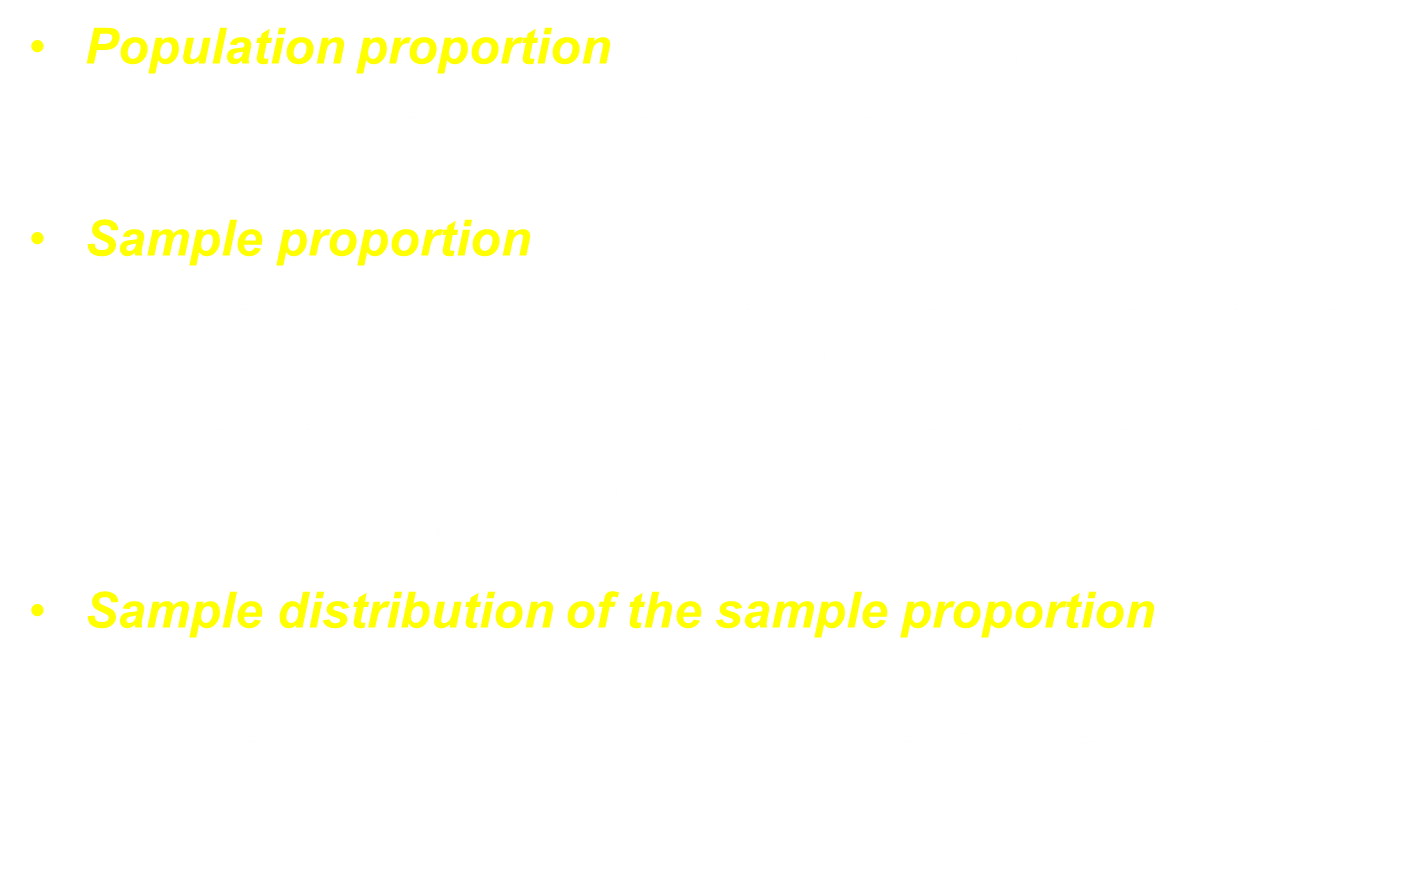 • Population proportion
• Sample proportion
• Sample distribution of the sample proportion